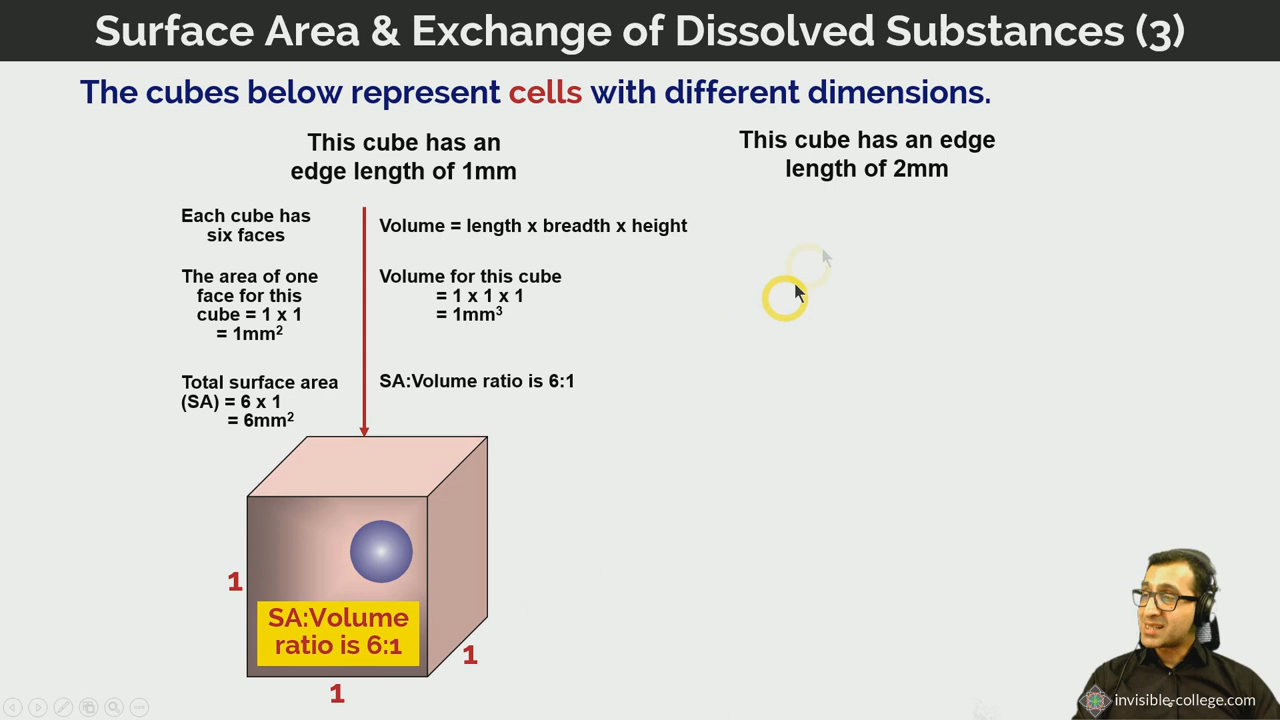 Surface Area & Exchange of Dissolved Substances (3)
The cubes below represent cells with different dimensions.
This cube has an
edge length of 1mm
Each cube has
six faces
The area of one
face for this
cube = 1 x 1
= 1mm²
Total surface area
(SA) = 6 x 1
= 6mm²
Volume = length x breadth x height
Volume for this cube
= 1 x 1 x 1
= 1mm³
SA:Volume ratio is 6:1
1
SA:Volume
ratio is 6:1
1
1
This cube has an edge
length of 2mm
invisible-college.com